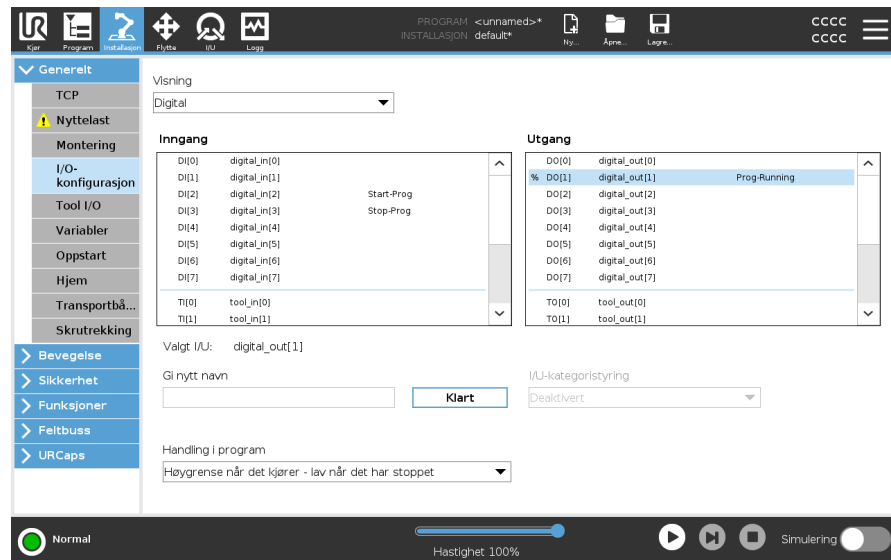 PROGRAM <unnamed>*
INSTALLASJON default*
CCCC
CCCC
Kjør Program Installasjon Flytte I/U Logg Ny... Åpne... Lagre...
Generelt
TCP
Nyttelast
Montering
I/O-
konfigurasjon
Tool I/O
Variabler
Oppstart
Hjem
Transportbå...
Skrutrekking
Bevegelse
Sikkerhet
Funksjoner
Feltbuss
URCaps
Visning
Digital
Inngang
DI[0] digital_in[0]
DI[1] digital_in[1]
DI[2] digital_in[2] Start-Prog
DI[3] digital_in[3] Stop-Prog
DI[4] digital_in[4]
DI[5] digital_in[5]
DI[6] digital_in[6]
DI[7] digital_in[7]
TI[0] tool_in[0]
TI[1] tool_in[1]
Utgang
DO[0] digital_out[0]
% DO[1] digital_out[1] Prog-Running
DO[2] digital_out[2]
DO[3] digital_out[3]
DO[4] digital_out[4]
DO[5] digital_out[5]
DO[6] digital_out[6]
DO[7] digital_out[7]
TO[0] tool_out[0]
TO[1] tool_out[1]
Valgt I/U: digital_out[1]
Gi nytt navn
Klart
I/U-kategoristyring
Deaktivert
Handling i program
Høygrense når det kjører - lav når det har stoppet
Normal
Hastighet 100%
Simulering